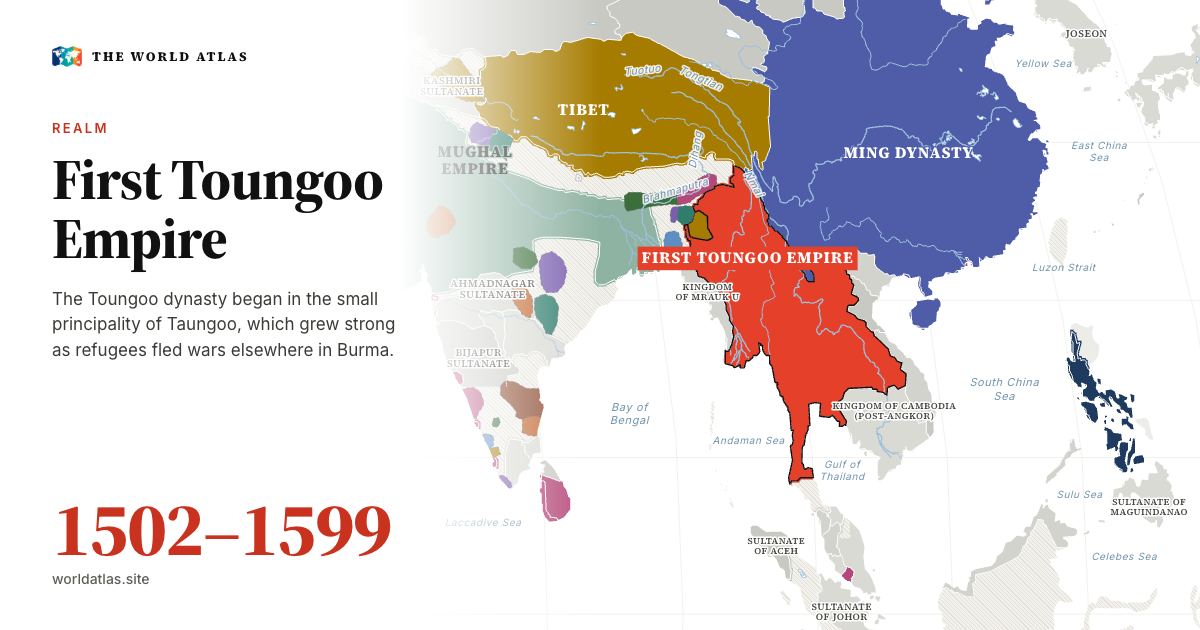 THE WORLD ATLAS
REALM
First Toungoo
Empire
The Toungoo dynasty began in the small
principality of Taungoo, which grew strong
as refugees fled wars elsewhere in Burma.
1502–1599
worldatlas.site
JOSEON
Yellow Sea
KASHMIRI
SULTANATE
Tuotuo
Tongtian
TIBET
MUGHAL
EMPIRE
Dihang
MING DYNASTY
East China
Sea
Brahmaputra
Nmai
FIRST TOUNGOO EMPIRE
Luzon Strait
AHMADNAGAR
SULTANATE
KINGDOM
OF MRAUK U
BIJAPUR
SULTANATE
South China
Sea
Bay of
Bengal
KINGDOM OF CAMBODIA
(POST-ANGKOR)
Andaman Sea
Gulf of
Thailand
Laccadive Sea
Sulu Sea
SULTANATE OF
MAGUINDANAO
SULTANATE
OF ACEH
Celebes Sea
SULTANATE
OF JOHOR